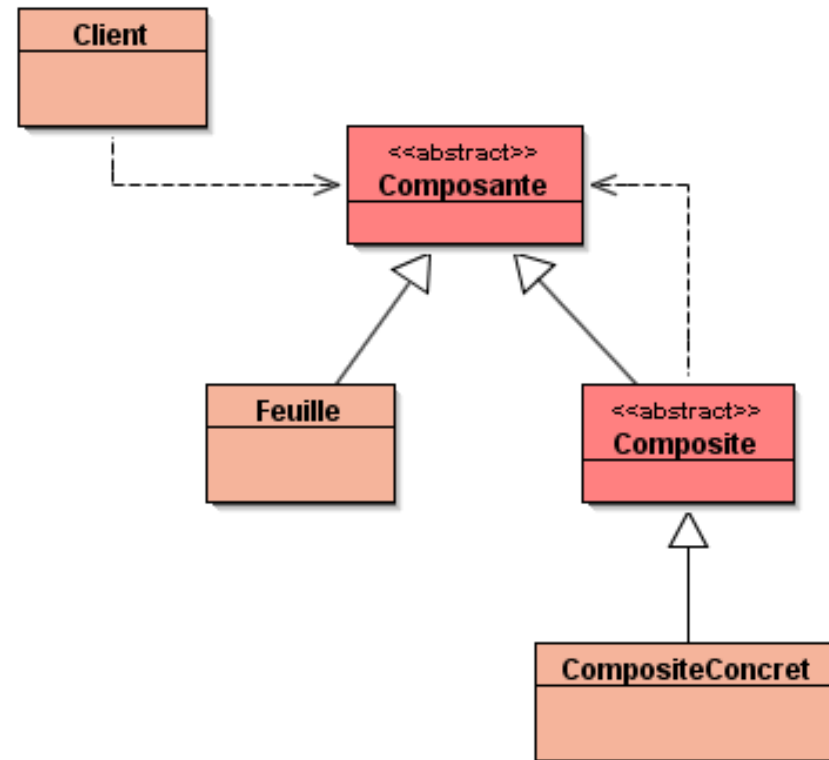 Client
<<abstract>>
Composante
Feuille
<<abstract>>
Composite
CompositeConcret